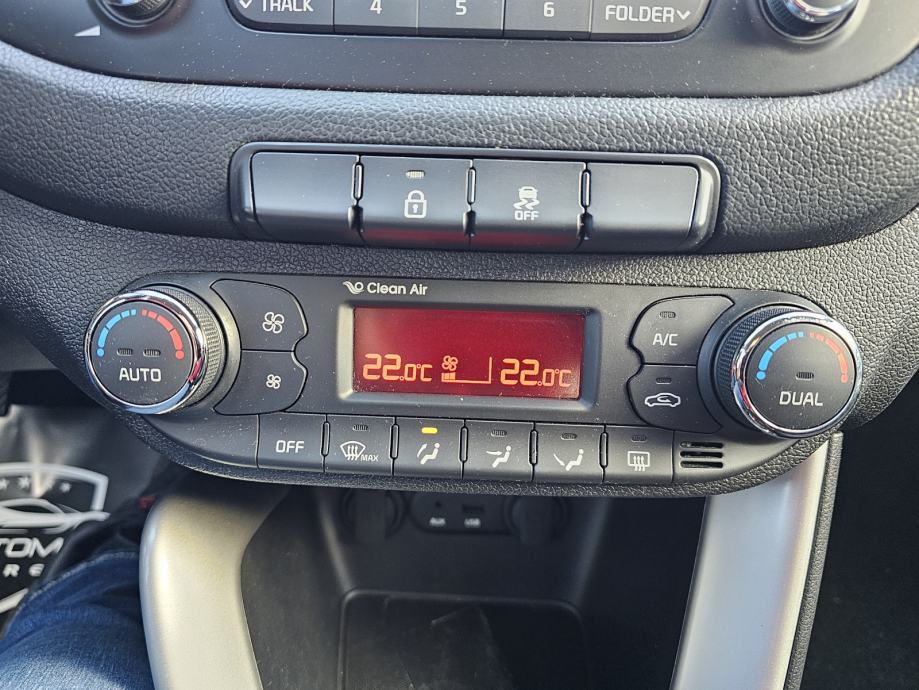 TRACK 4 5 6 FOLDER
OFF
Clean Air
22.0°C 22.0°C
A/C
AUTO
DUAL
OFF MAX
AUX USB